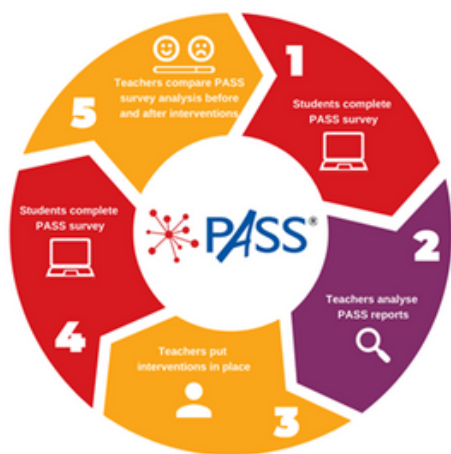 1
Students complete
PASS survey
2
Teachers analyse
PASS reports
3
Teachers put
interventions in place
4
Students complete
PASS survey
5
Teachers compare PASS
survey analysis before
and after interventions
PASS®